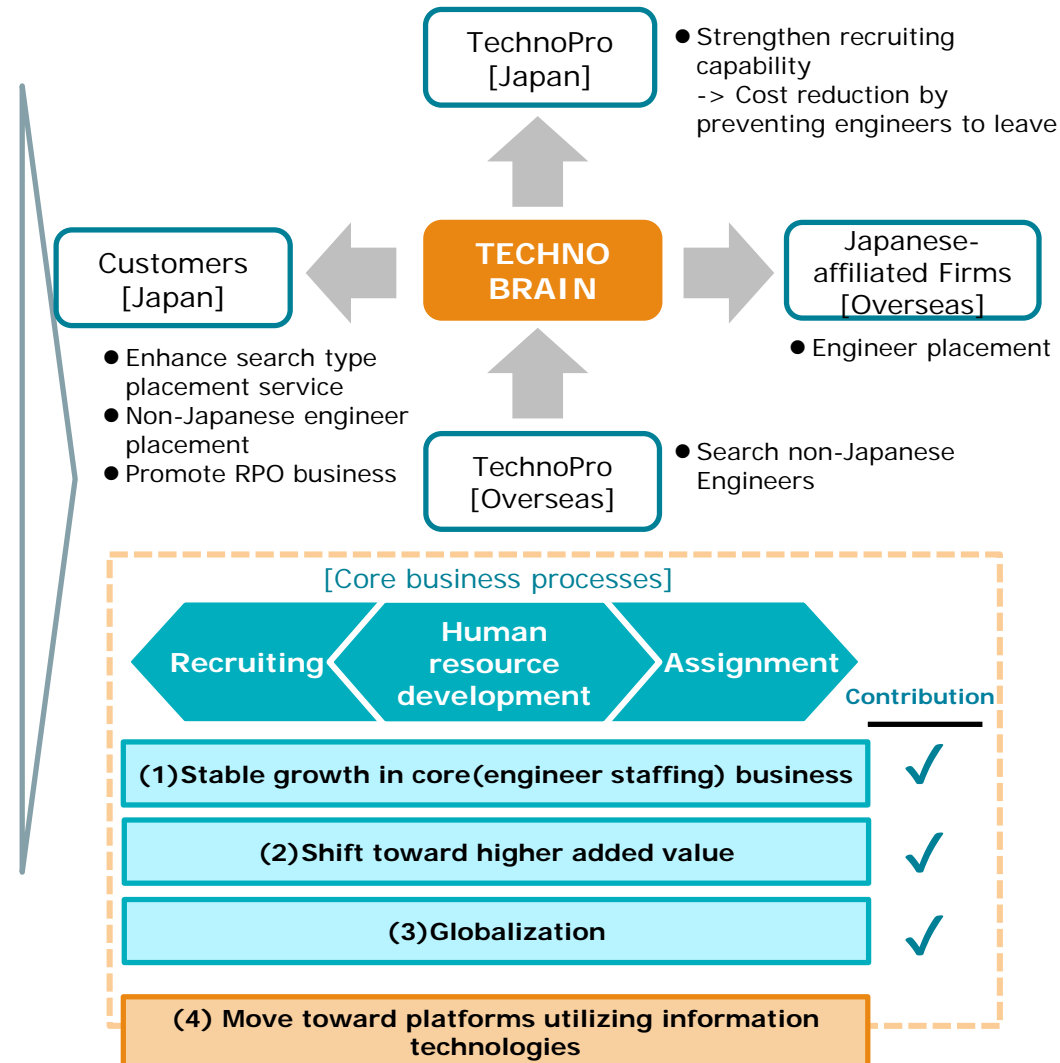 TechnoPro
[Japan]
● Strengthen recruiting
capability
-> Cost reduction by
preventing engineers to leave
Customers
[Japan]
TECHNO
BRAIN
Japanese-
affiliated Firms
[Overseas]
● Enhance search type
placement service
● Non-Japanese engineer
placement
● Promote RPO business
● Engineer placement
TechnoPro
[Overseas]
● Search non-Japanese
Engineers
[Core business processes]
Recruiting
Human
resource
development
Assignment
Contribution
(1)Stable growth in core(engineer staffing) business
✓
(2)Shift toward higher added value
✓
(3)Globalization
✓
(4) Move toward platforms utilizing information
technologies